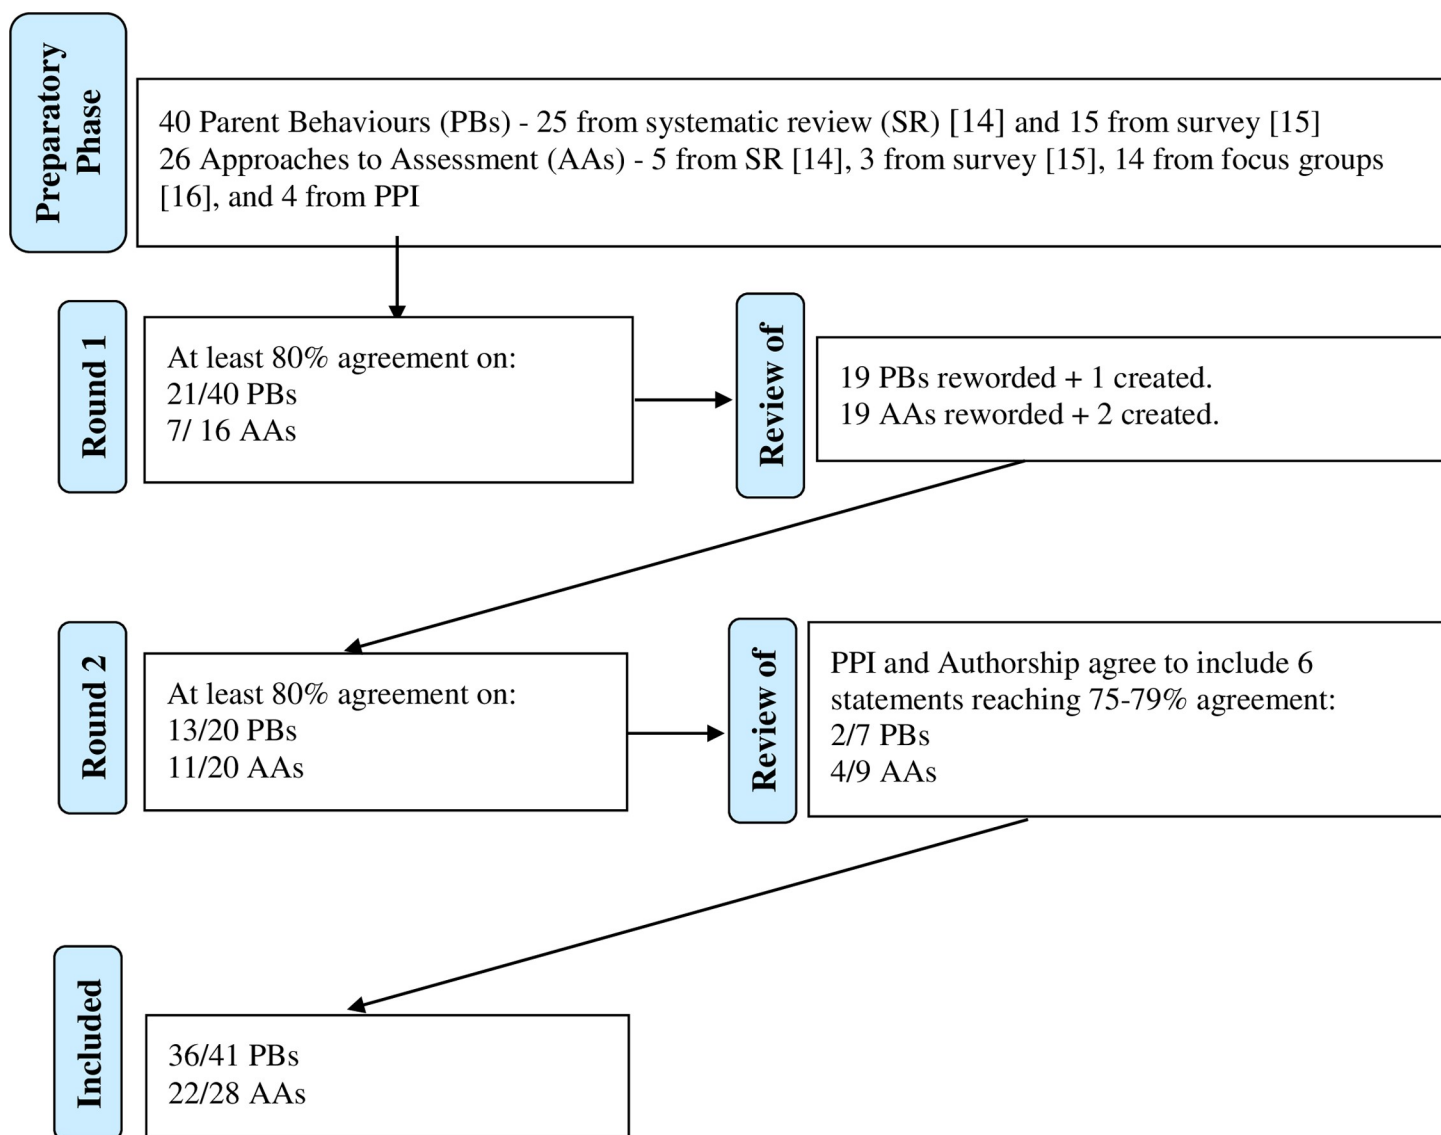 Preparatory
Phase
40 Parent Behaviours (PBs) - 25 from systematic review (SR) [14] and 15 from survey [15]
26 Approaches to Assessment (AAs) - 5 from SR [14], 3 from survey [15], 14 from focus groups
[16], and 4 from PPI
Round 1
At least 80% agreement on:
21/40 PBs
7/ 16 AAs
Review of
19 PBs reworded + 1 created.
19 AAs reworded + 2 created.
Round 2
At least 80% agreement on:
13/20 PBs
11/20 AAs
Review of
PPI and Authorship agree to include 6
statements reaching 75-79% agreement:
2/7 PBs
4/9 AAs
Included
36/41 PBs
22/28 AAs